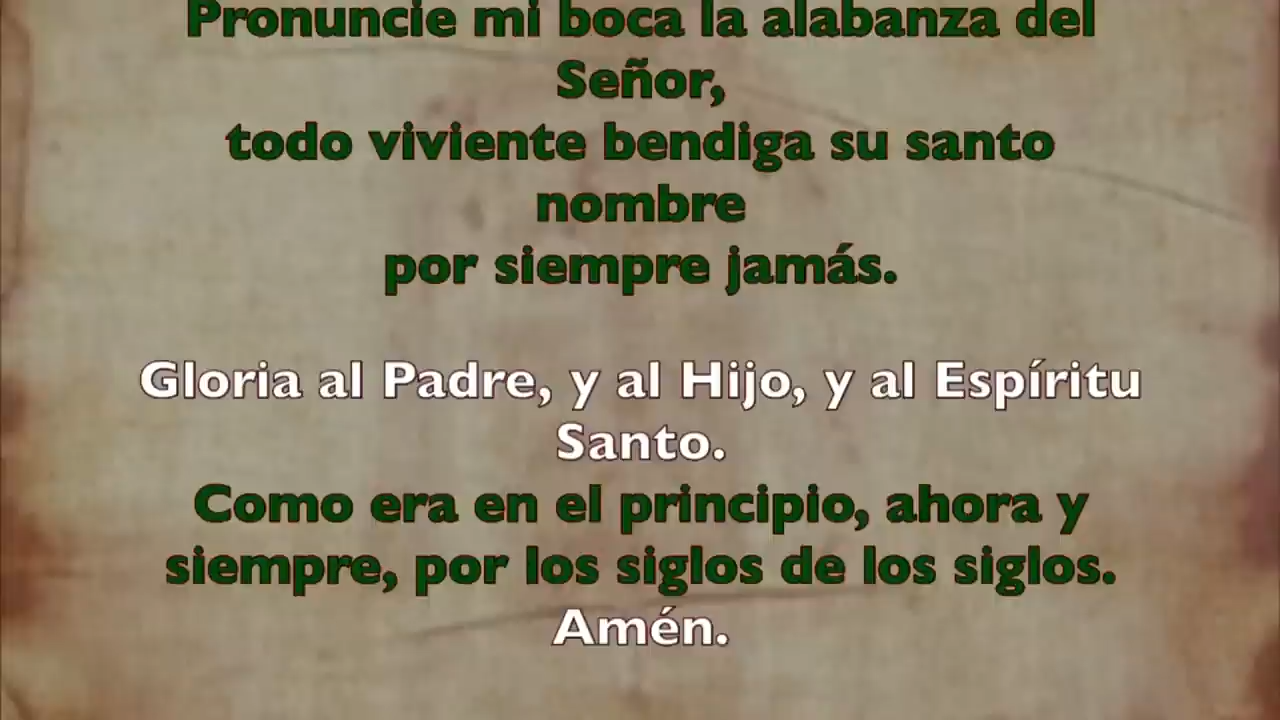 Pronuncie mi boca la alabanza del
Señor,
todo viviente bendiga su santo
nombre
por siempre jamás.
Gloria al Padre, y al Hijo, y al Espíritu
Santo.
Como era en el principio, ahora y
siempre, por los siglos de los siglos.
Amén.